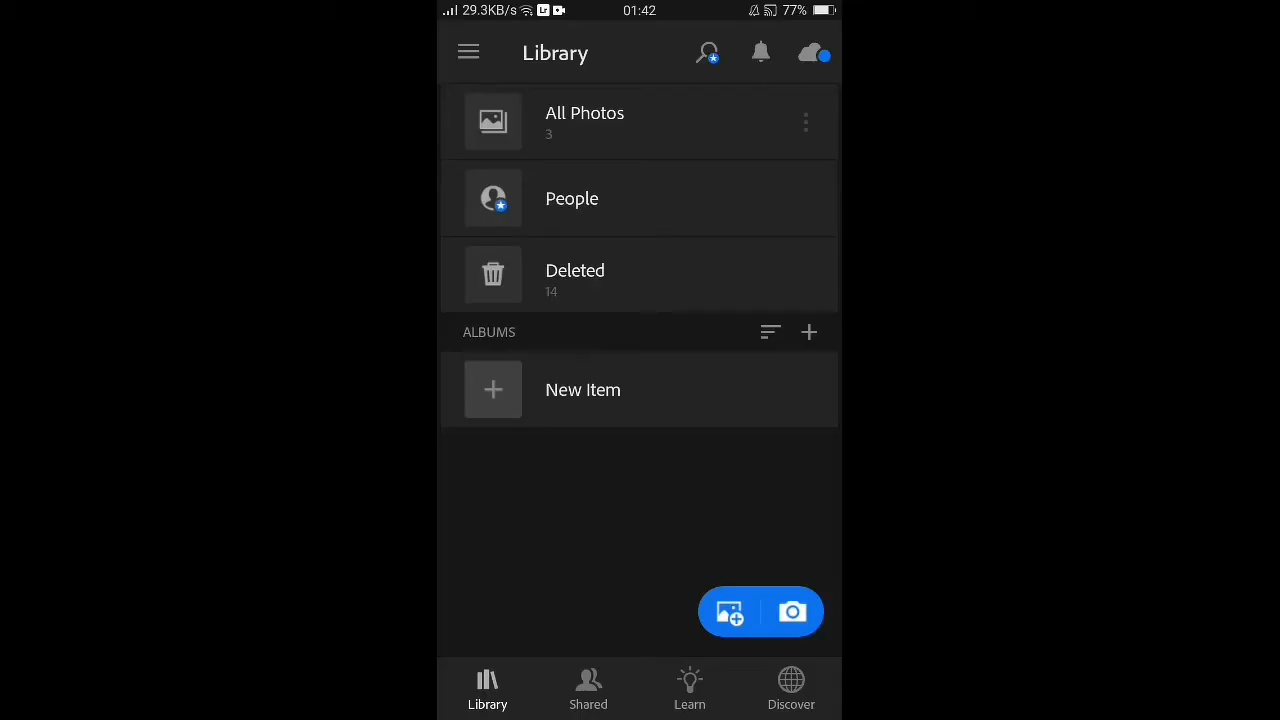 29.3KB/s Lr 01:42 77%
Library
All Photos
3
People
Deleted
14
ALBUMS
New Item
Library Shared Learn Discover